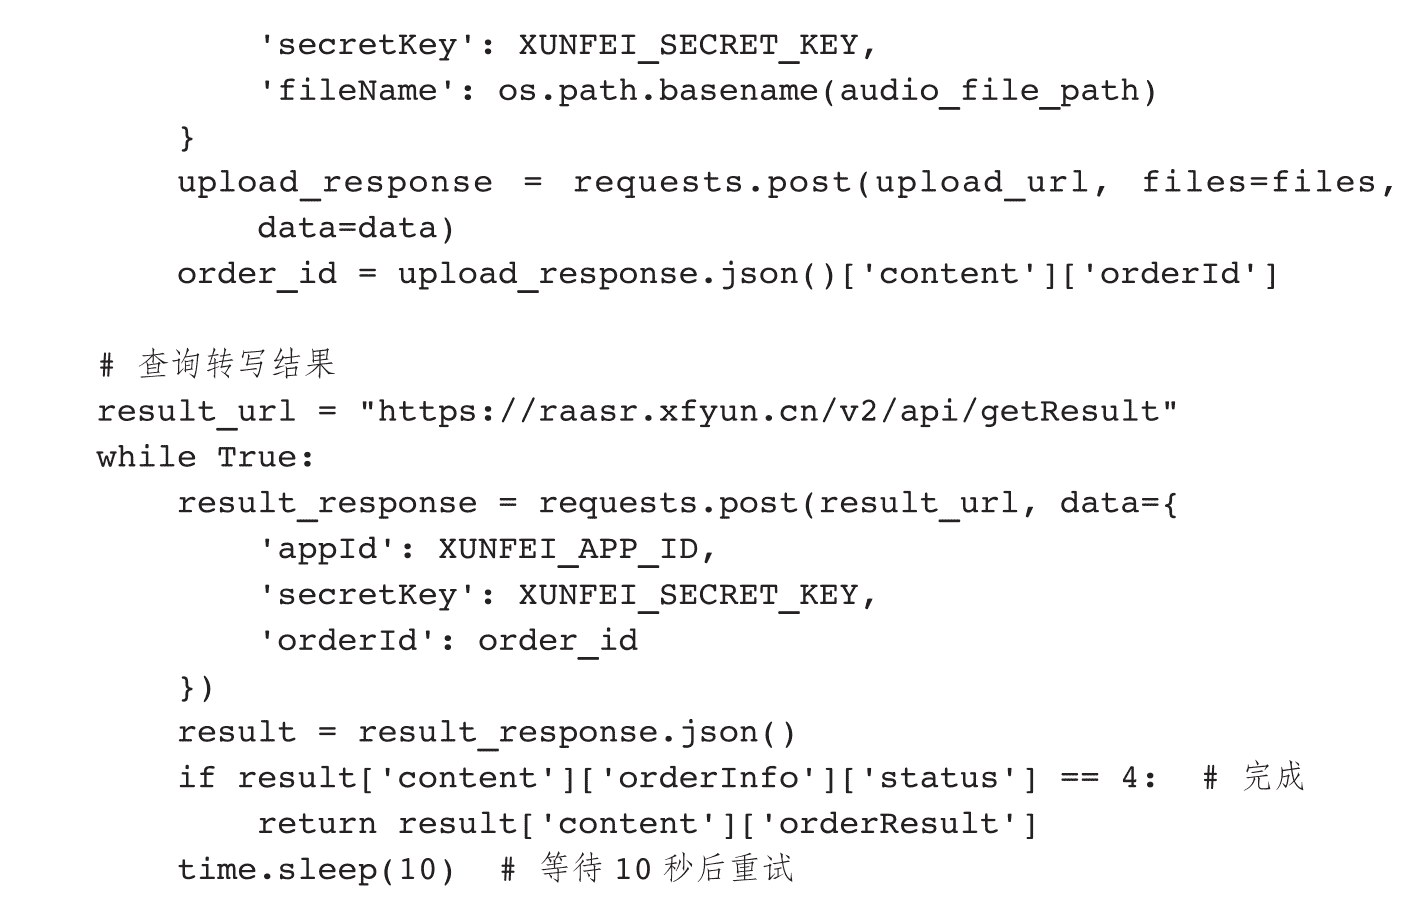 'secretKey': XUNFEI_SECRET_KEY,
'fileName': os.path.basename(audio_file_path)
}
upload_response = requests.post(upload_url, files=files,
data=data)
order_id = upload_response.json()['content']['orderId']
# 查询转写结果
result_url = "https://raasr.xfyun.cn/v2/api/getResult"
while True:
result_response = requests.post(result_url, data={
'appId': XUNFEI_APP_ID,
'secretKey': XUNFEI_SECRET_KEY,
'orderId': order_id
})
result = result_response.json()
if result['content']['orderInfo']['status'] == 4:  # 完成
return result['content']['orderResult']
time.sleep(10)  # 等待 10 秒后重试